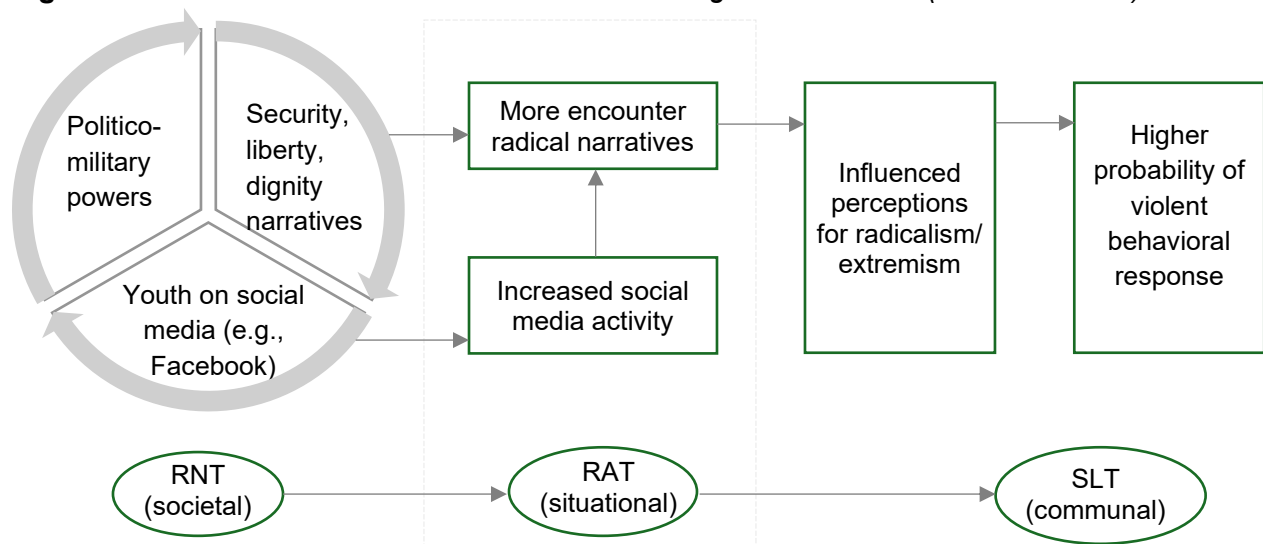 Politico-
military
powers
Security,
liberty,
dignity
narratives
Youth on social
media (e.g.,
Facebook)
More encounter
radical narratives
Increased social
media activity
Influenced
perceptions
for radicalism/
extremism
Higher
probability of
violent
behavioral
response
RNT
(societal)
RAT
(situational)
SLT
(communal)